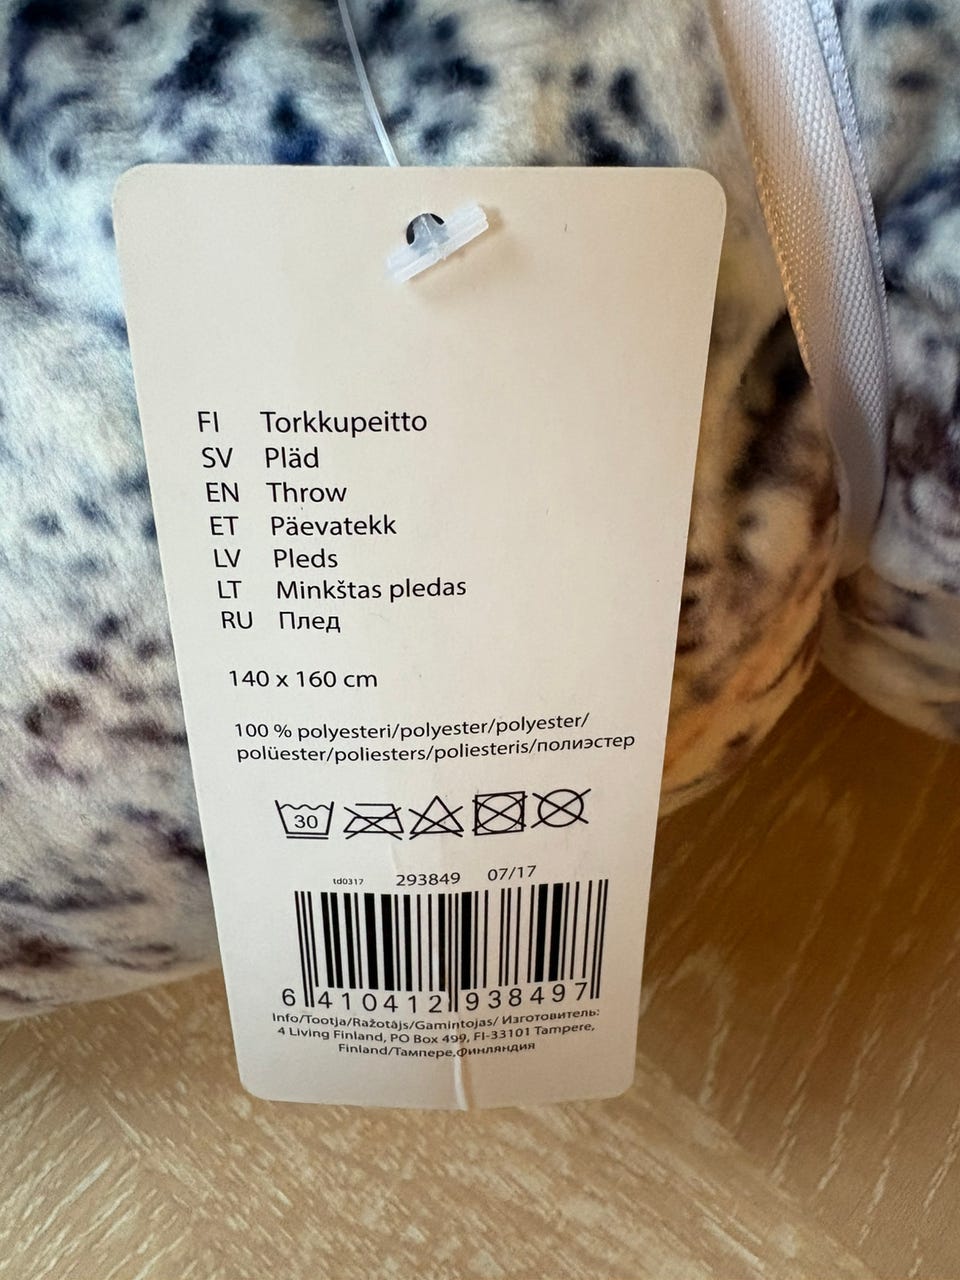 FI Torkkupeitto
SV Pläd
EN Throw
ET Päevatekk
LV Pleds
LT Minkštas pledas
RU Плед
140 x 160 cm
100 % polyesteri/polyester/polyester/
polüester/poliesters/poliesteris/полиэстер
30
td0317 293849 07/17
6 410412 938497
Info/Tootja/Ražotājs/Gamintojas/ Изготовитель:
4 Living Finland, PO Box 499, FI-33101 Tampere,
Finland/Тампере,Финляндия